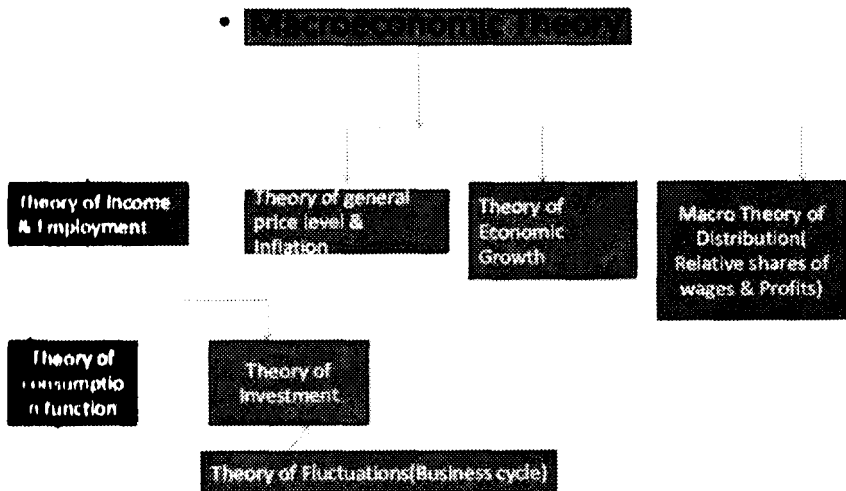 • Macroeconomic Theory
Theory of Income
& Employment
Theory of general
price level &
Inflation
Theory of
Economic
Growth
Macro Theory of
Distribution(
Relative shares of
wages & Profits)
Theory of
consumptio
n function
Theory of
Investment.
Theory of Fluctuations(Business cycle)